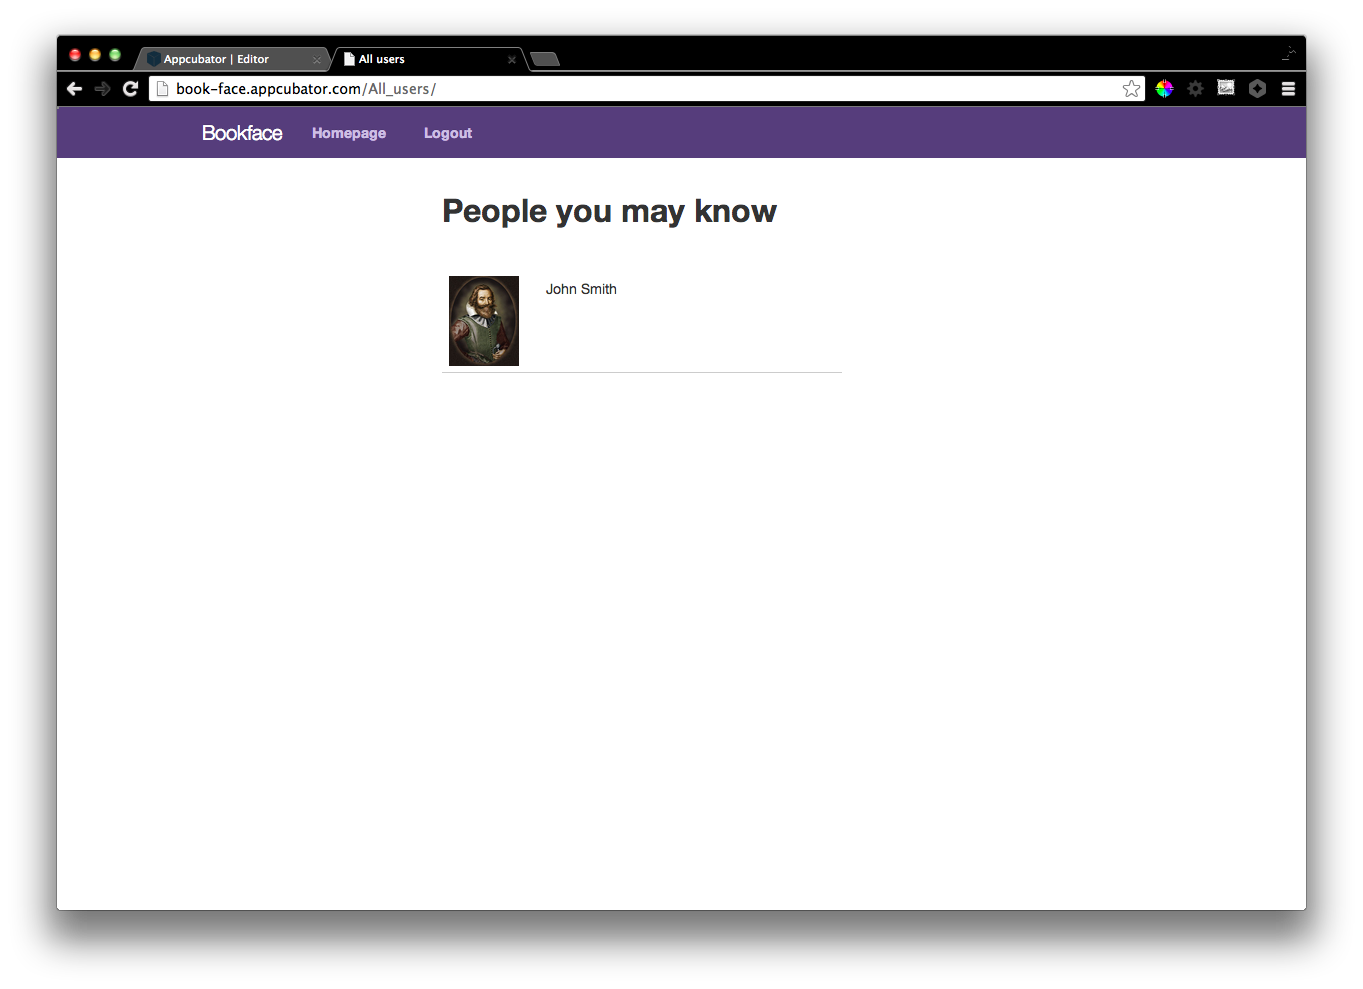 Appcubator | Editor
All users
book-face.appcubator.com/All_users/
Bookface
Homepage
Logout
People you may know
John Smith